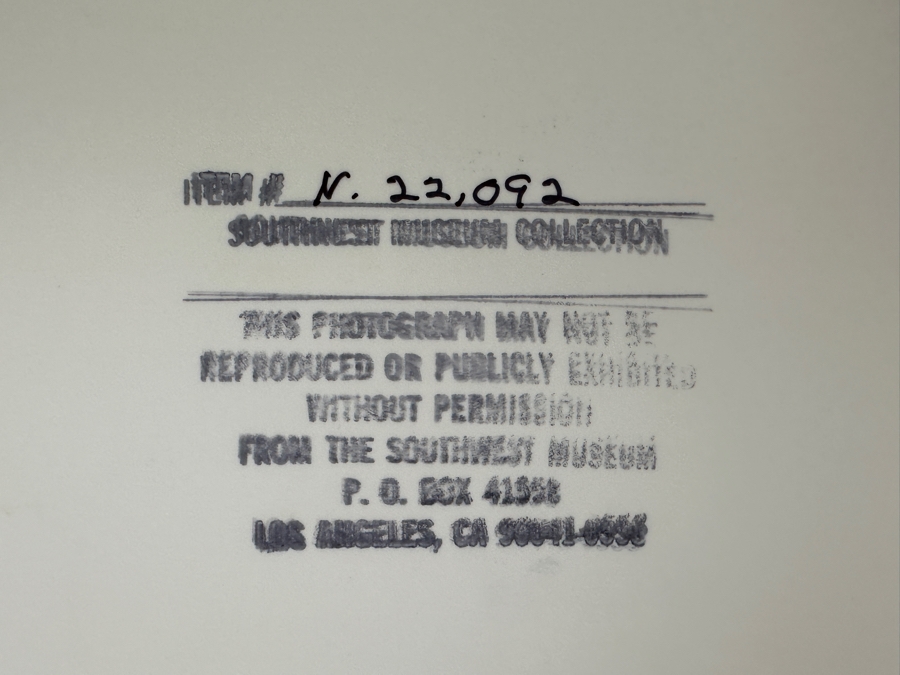 ITEM # N. 22,092
SOUTHWEST MUSEUM COLLECTION
THIS PHOTOGRAPH MAY NOT BE
REPRODUCED OR PUBLICLY EXHIBITED
WITHOUT PERMISSION
FROM THE SOUTHWEST MUSEUM
P. O. BOX 41558
LOS ANGELES, CA 90041-0558